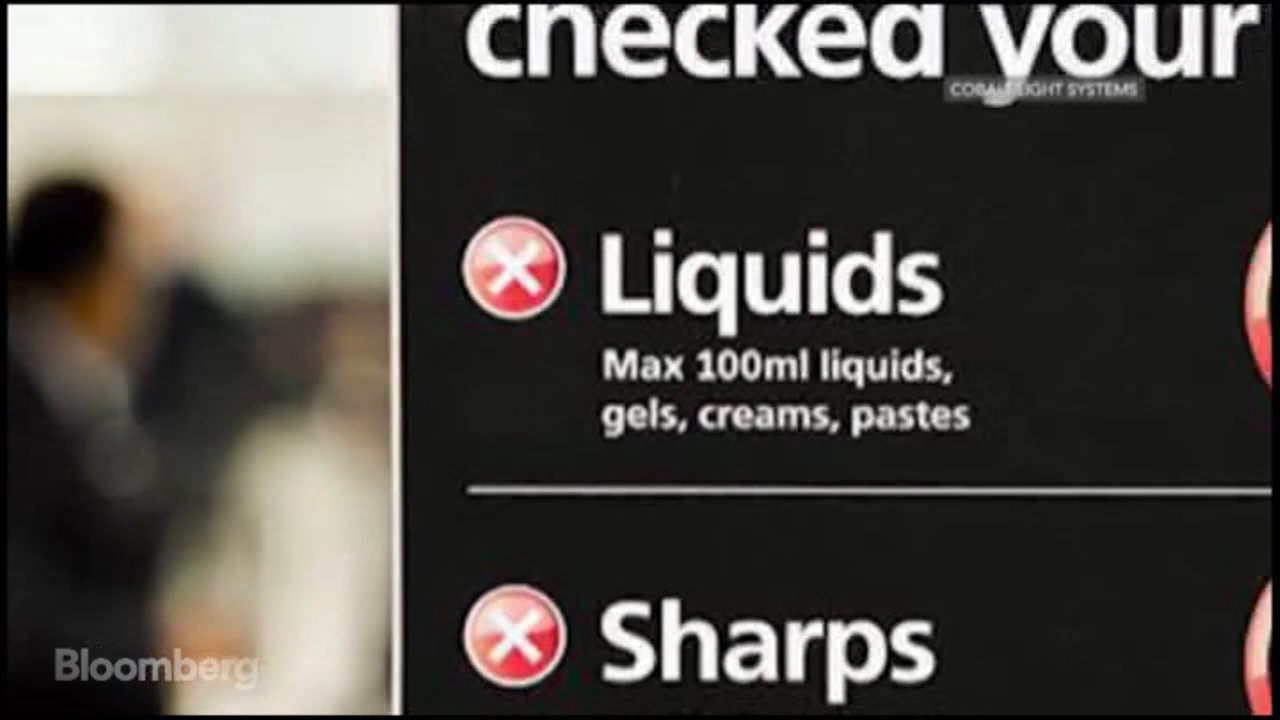 checked your
COBALT LIGHT SYSTEMS
Liquids
Max 100ml liquids,
gels, creams, pastes
Sharps
Bloomberg